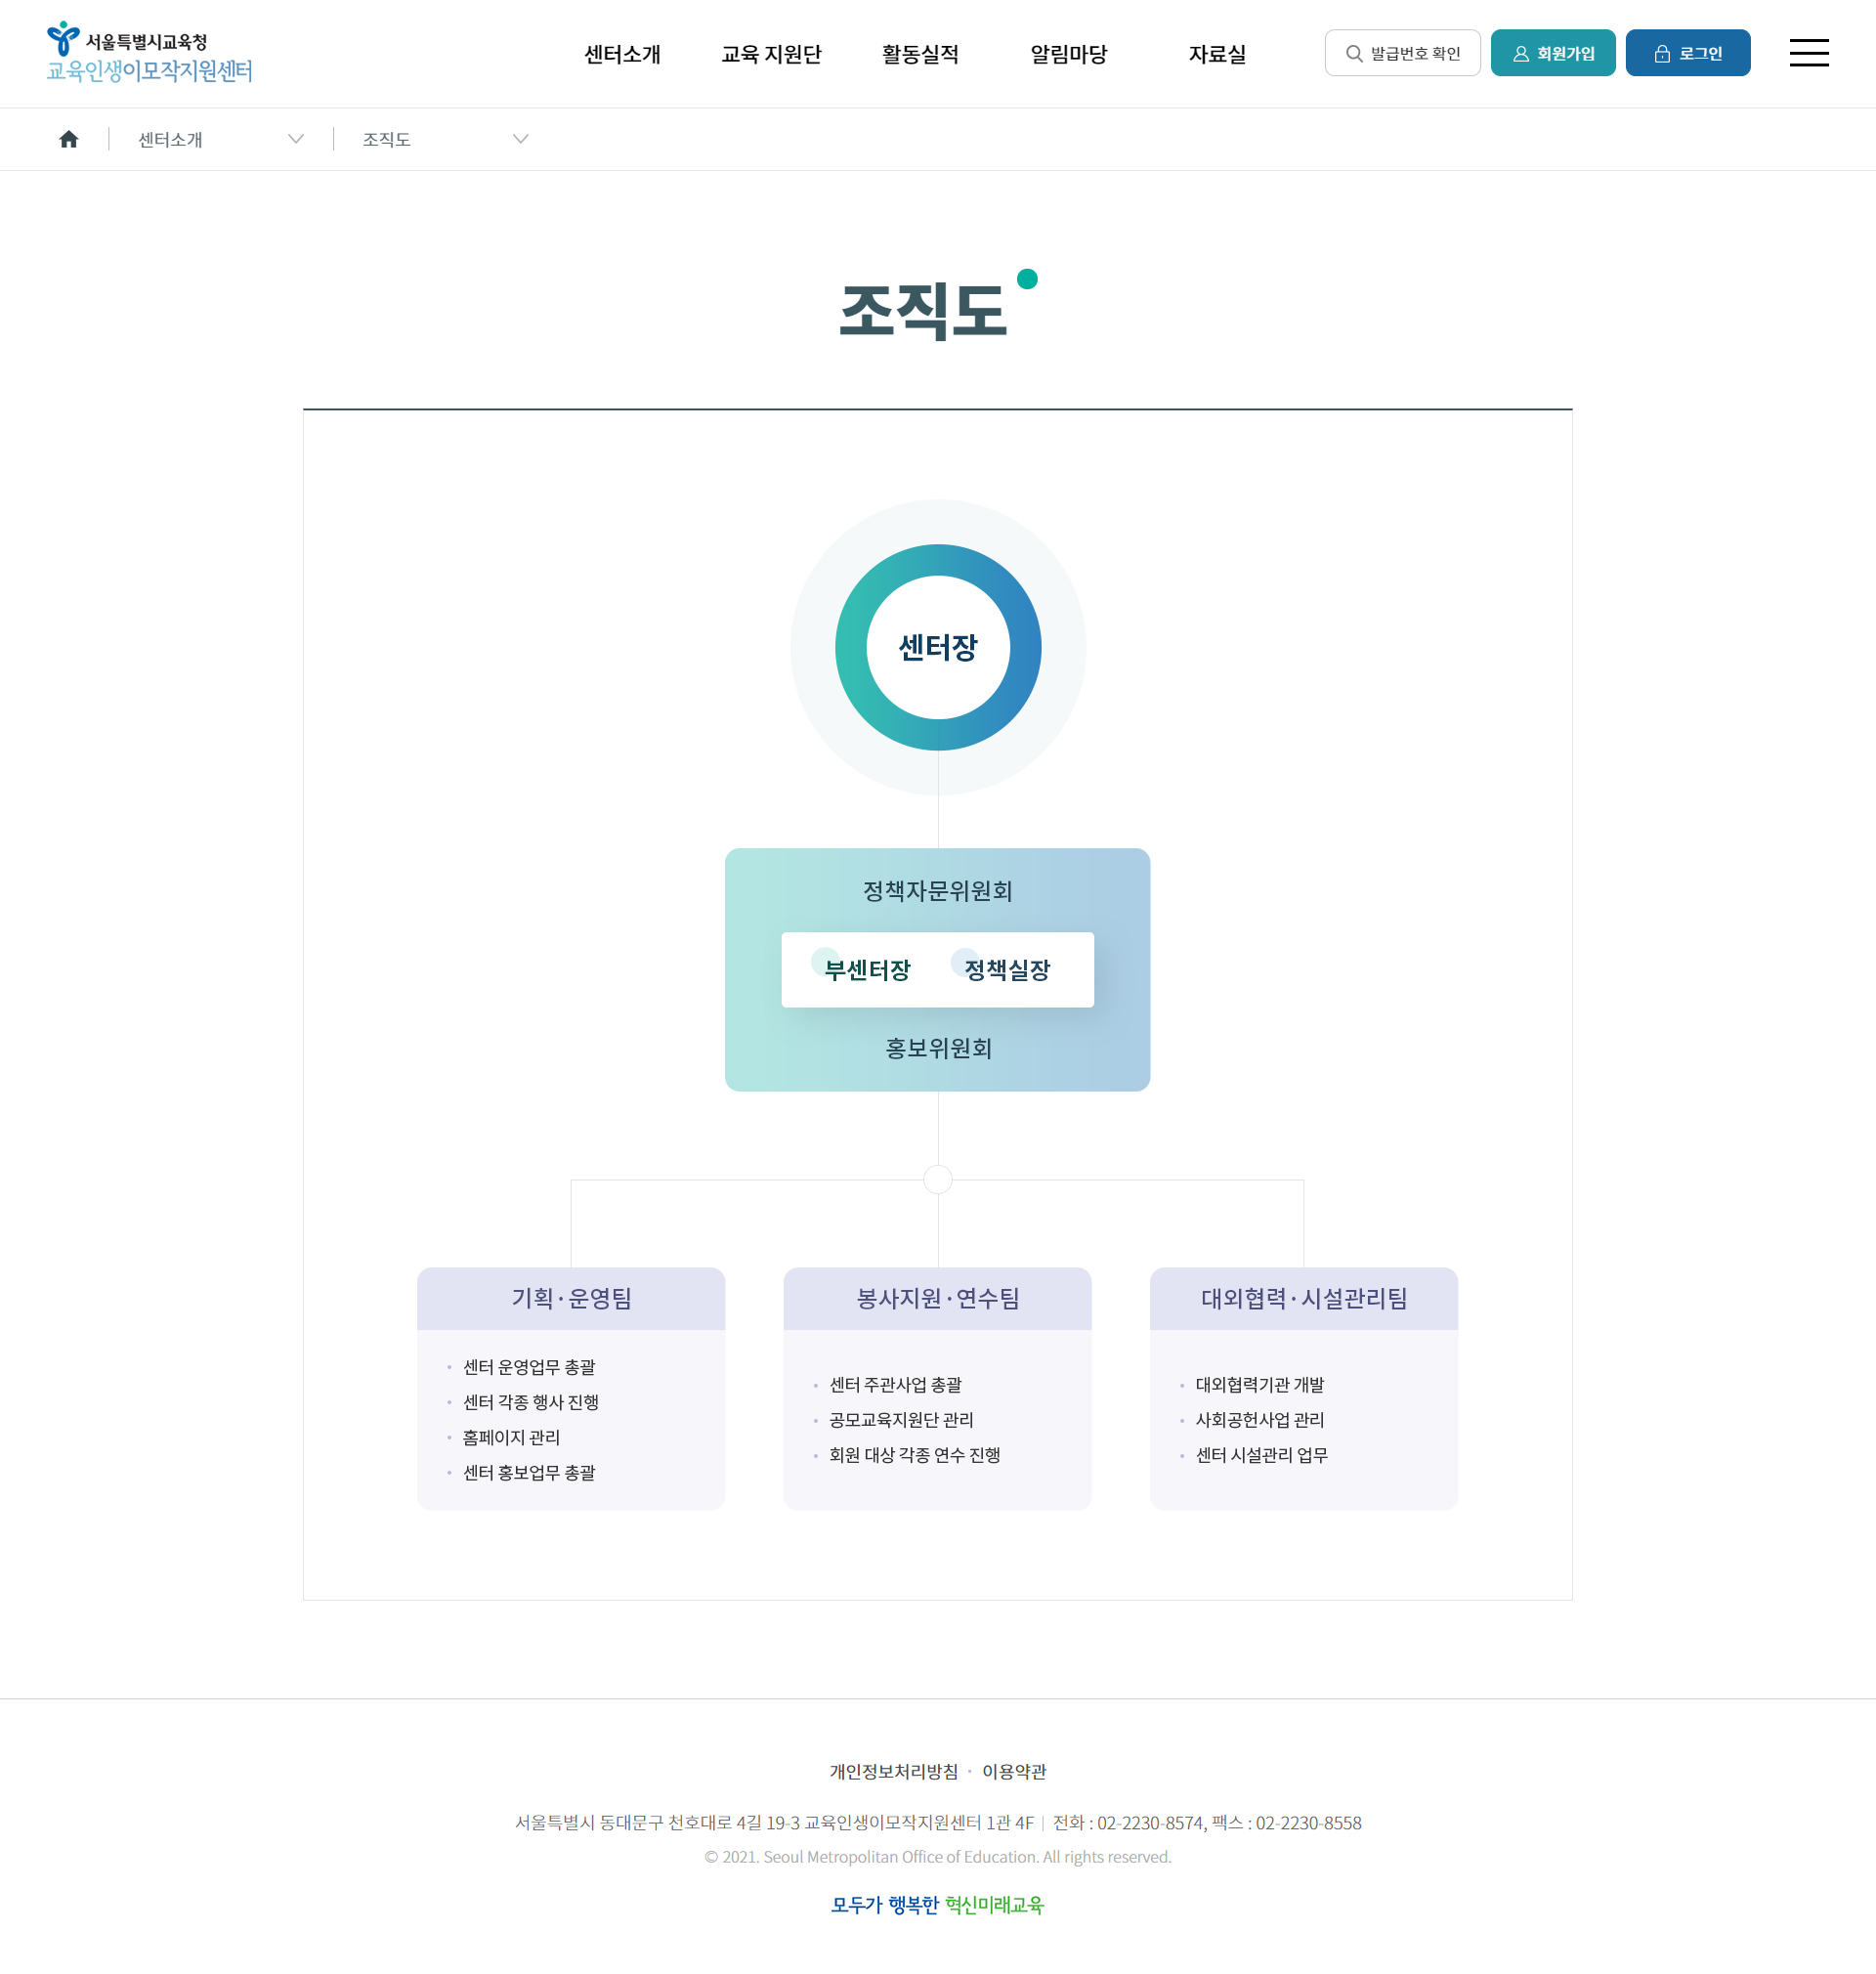 서울특별시교육청
교육인생이모작지원센터
센터소개 교육 지원단 활동실적 알림마당 자료실
발급번호 확인 회원가입 로그인
센터소개 조직도
조직도
센터장
정책자문위원회
부센터장 정책실장
홍보위원회
기획·운영팀
센터 운영업무 총괄
센터 각종 행사 진행
홈페이지 관리
센터 홍보업무 총괄
봉사지원·연수팀
센터 주관사업 총괄
공모교육지원단 관리
회원 대상 각종 연수 진행
대외협력·시설관리팀
대외협력기관 개발
사회공헌사업 관리
센터 시설관리 업무
개인정보처리방침 · 이용약관
서울특별시 동대문구 천호대로 4길 19-3 교육인생이모작지원센터 1관 4F | 전화 : 02-2230-8574, 팩스 : 02-2230-8558
© 2021. Seoul Metropolitan Office of Education. All rights reserved.
모두가 행복한 혁신미래교육